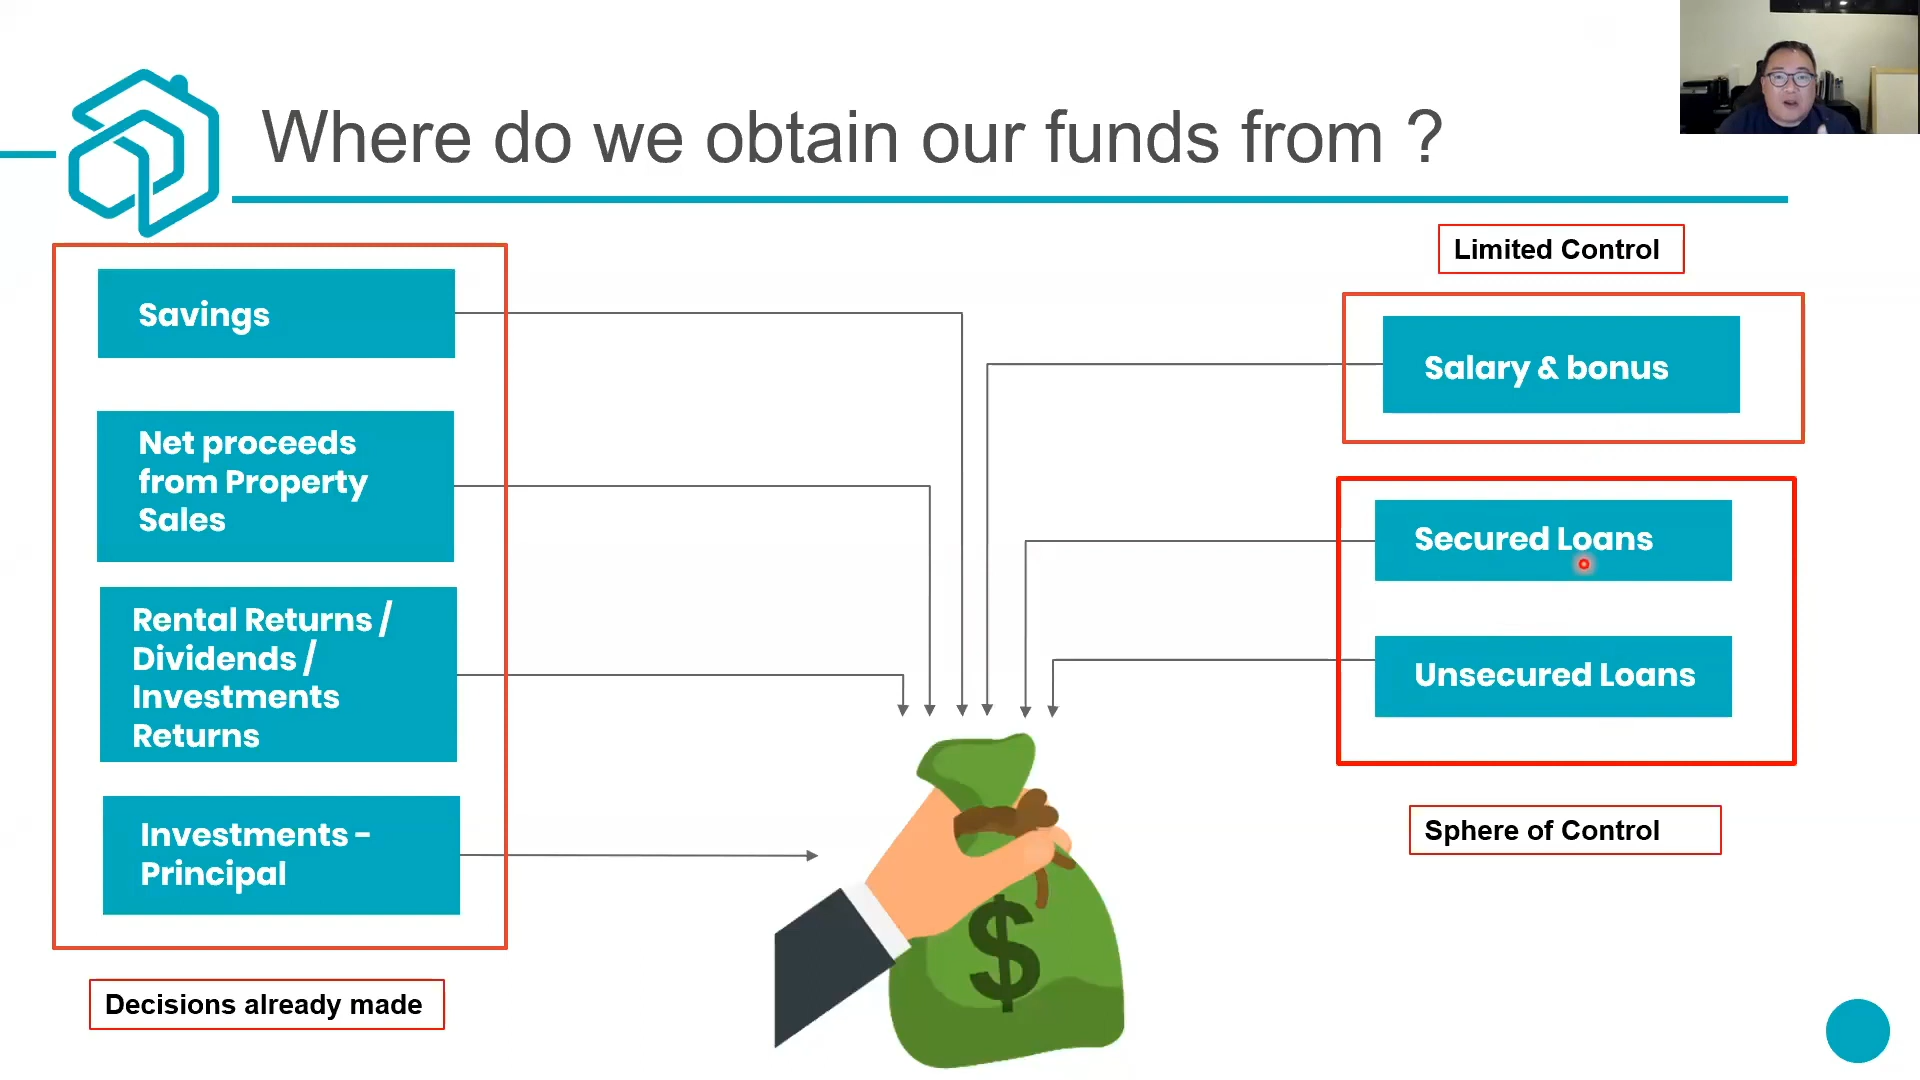 Where do we obtain our funds from ?
Savings
Net proceeds
from Property
Sales
Rental Returns /
Dividends /
Investments
Returns
Investments -
Principal
Decisions already made
Limited Control
Salary & bonus
Secured Loans
Unsecured Loans
Sphere of Control
$